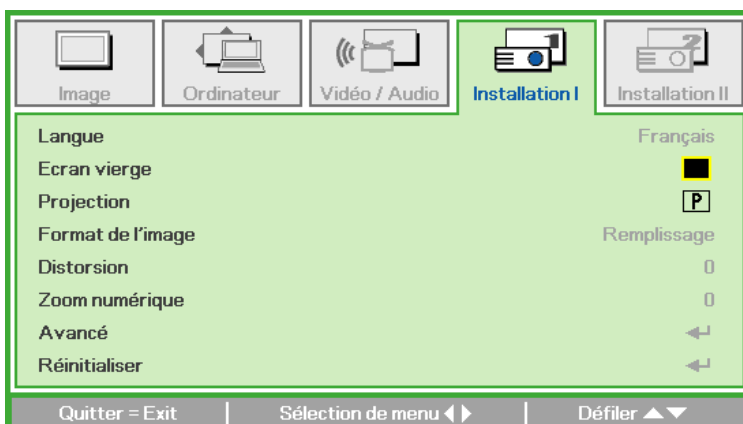 Image
Ordinateur
Vidéo / Audio
Installation I
Installation II
Langue Français
Ecran vierge
Projection P
Format de l'image Remplissage
Distorsion 0
Zoom numérique 0
Avancé
Réinitialiser
Quitter = Exit Sélection de menu Défiler